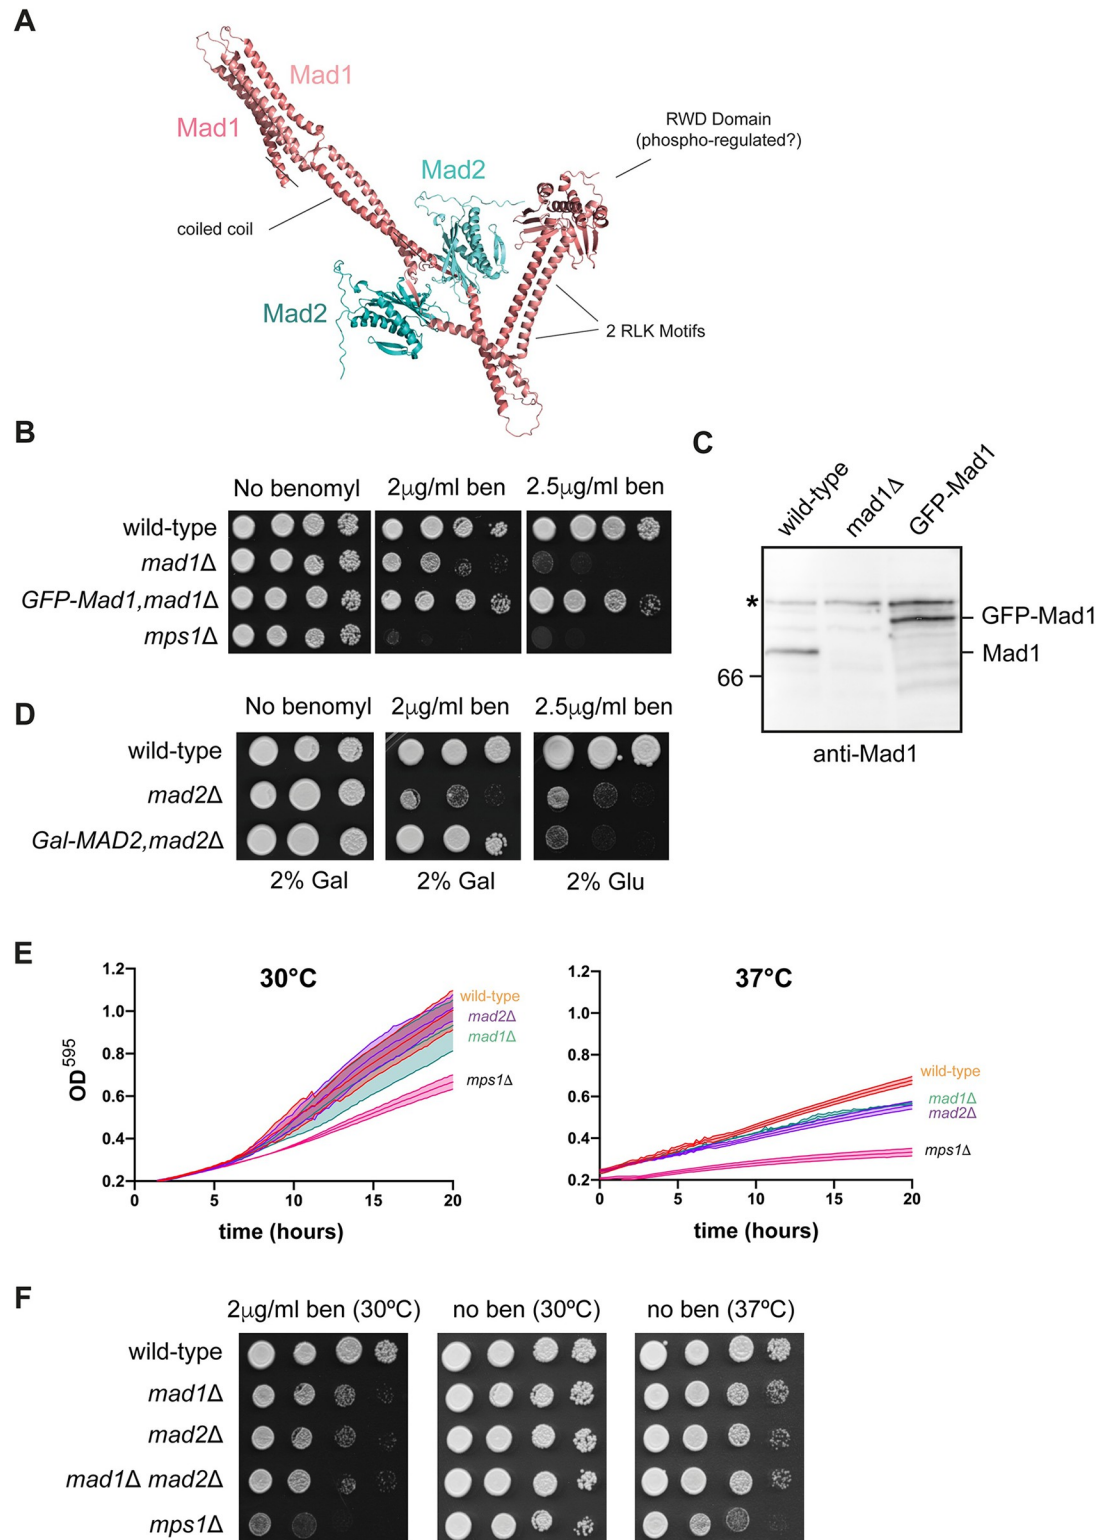 A
Mad1
Mad1
RWD Domain
(phospho-regulated?)
Mad2
coiled coil
Mad2
2 RLK Motifs
B
No benomyl
2μg/ml ben
2.5μg/ml ben
wild-type
mad1Δ
GFP-Mad1,mad1Δ
mps1Δ
C
wild-type
mad1Δ
GFP-Mad1
*
GFP-Mad1
Mad1
66
anti-Mad1
D
No benomyl
2μg/ml ben
2.5μg/ml ben
wild-type
mad2Δ
Gal-MAD2,mad2Δ
2% Gal
2% Gal
2% Glu
E
30°C
1.2
1.0
0.8
0.6
0.4
0.2
OD595
0
5
10
15
20
time (hours)
wild-type
mad2Δ
mad1Δ
mps1Δ
37°C
1.2
1.0
0.8
0.6
0.4
0.2
0
5
10
15
20
time (hours)
wild-type
mad1Δ
mad2Δ
mps1Δ
F
2μg/ml ben (30ºC)
no ben (30ºC)
no ben (37ºC)
wild-type
mad1Δ
mad2Δ
mad1Δ mad2Δ
mps1Δ